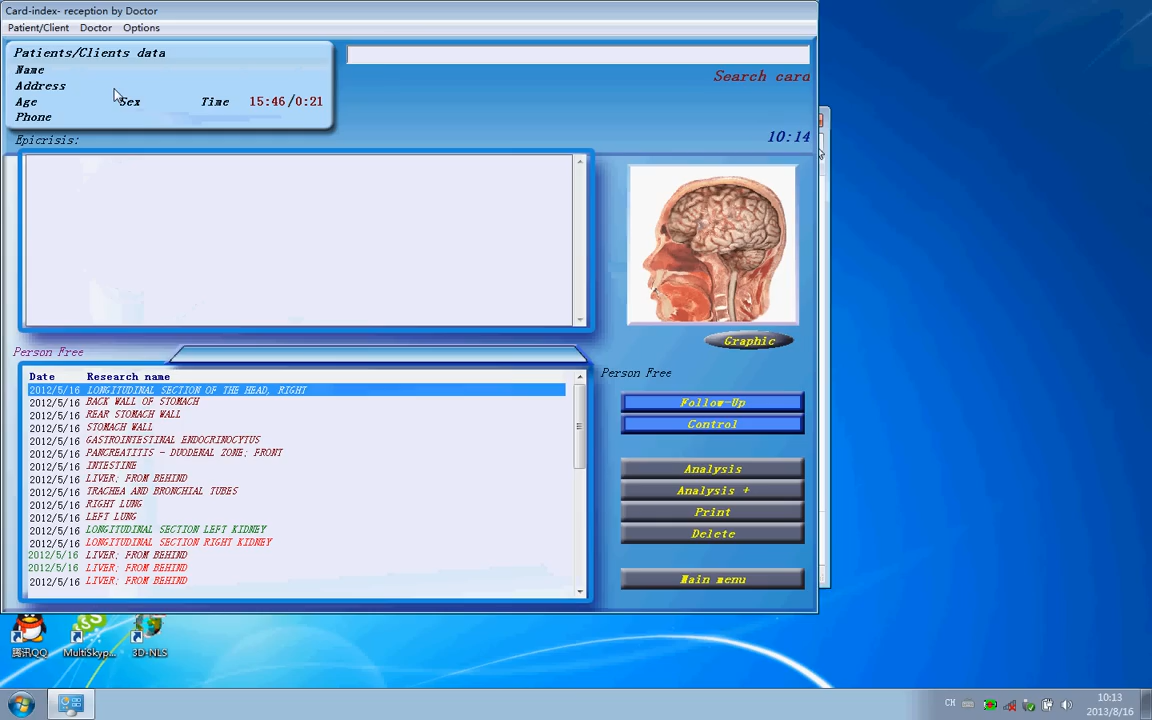 Card-index- reception by Doctor
Patient/Client Doctor Options
Patients/Clients data
Name
Address
Age Sex Time 15:46/0:21
Phone
Search card
10:14
Epicrisis:
Graphic
Person Free
Person Free
Date Research name
2012/5/16 LONGITUDINAL SECTION OF THE HEAD, RIGHT
2012/5/16 BACK WALL OF STOMACH
2012/5/16 REAR STOMACH WALL
2012/5/16 STOMACH WALL
2012/5/16 GASTROINTESTINAL ENDOCRINOCYTUS
2012/5/16 PANCREATITIS - DUODENAL ZONE; FRONT
2012/5/16 INTESTINE
2012/5/16 LIVER; FROM BEHIND
2012/5/16 TRACHEA AND BRONCHIAL TUBES
2012/5/16 RIGHT LUNG
2012/5/16 LEFT LUNG
2012/5/16 LONGITUDINAL SECTION LEFT KIDNEY
2012/5/16 LONGITUDINAL SECTION RIGHT KIDNEY
2012/5/16 LIVER; FROM BEHIND
2012/5/16 LIVER; FROM BEHIND
2012/5/16 LIVER; FROM BEHIND
Follow-Up
Control
Analysis
Analysis +
Print
Delete
Main menu
腾讯QQ MultiSkyp... 3D-NLS
CH
10:13
2013/8/16